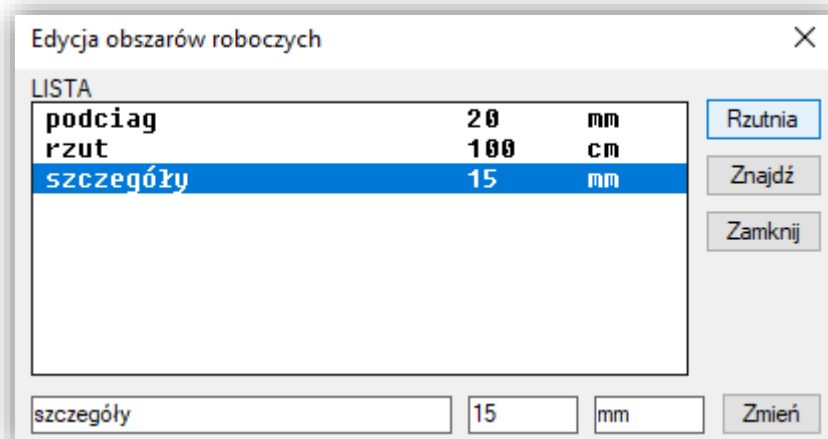 Edycja obszarów roboczych
LISTA
podciag 20 mm
rzut 100 cm
szczegóły 15 mm
Rzutnia
Znajdź
Zamknij
szczegóły 15 mm Zmień